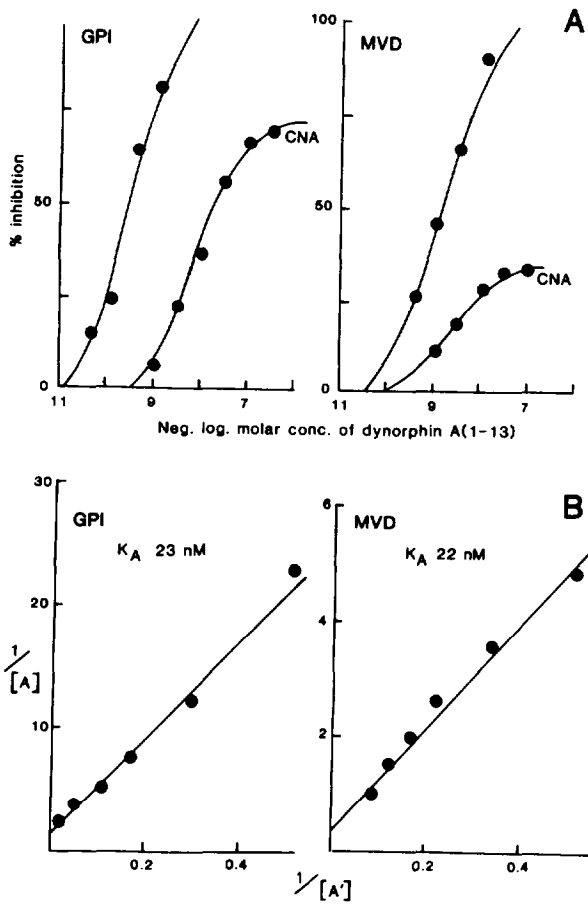 GPI
MVD
A
100
50
0
50
0
CNA
CNA
% inhibition
11
9
7
11
9
7
Neg. log. molar conc. of dynorphin A(1-13)
30
20
10
GPI
K_A 23 nM
6
4
2
MVD
K_A 22 nM
B
1/[A]
0.2
0.4
0.2
0.4
1/[A']